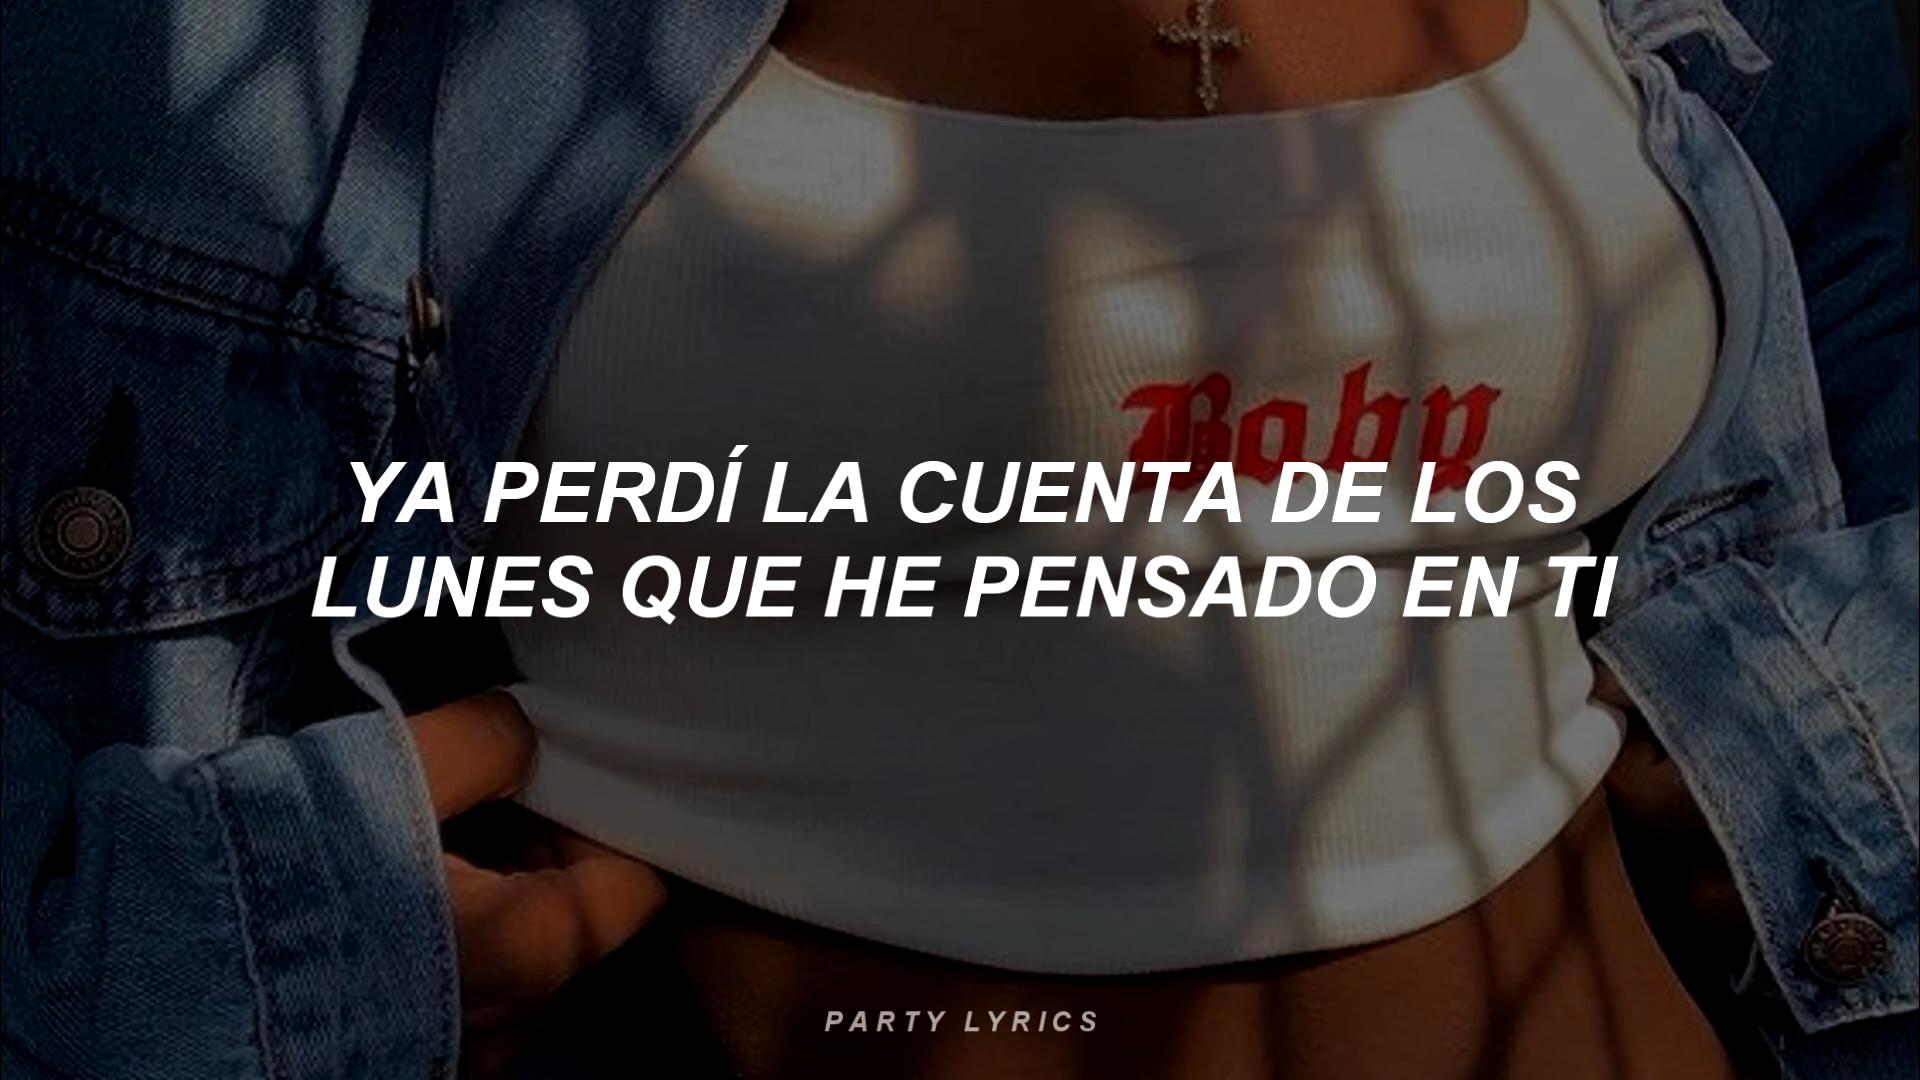 Baby
YA PERDÍ LA CUENTA DE LOS
LUNES QUE HE PENSADO EN TI
PARTY LYRICS